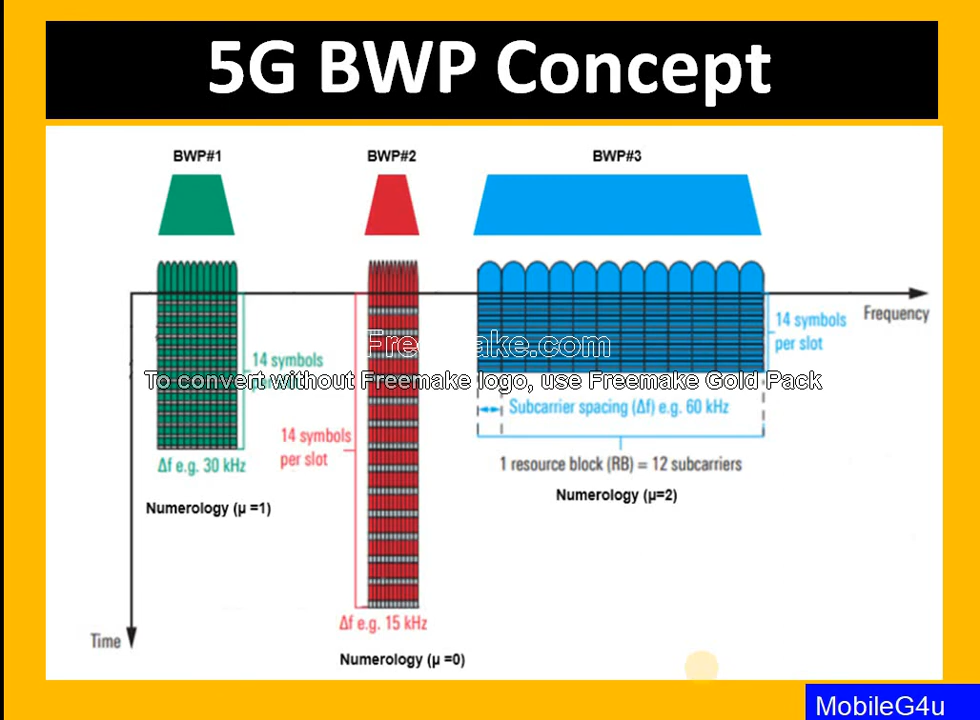 5G BWP Concept
BWP#1
BWP#2
BWP#3
Frequency
14 symbols
per slot
Freemake.com
14 symbols
To convert without Freemake logo, use Freemake Gold Pack
Subcarrier spacing (Δf) e.g. 60 kHz
14 symbols
per slot
Δf e.g. 30 kHz
1 resource block (RB) = 12 subcarriers
Numerology (μ=2)
Numerology (μ =1)
Δf e.g. 15 kHz
Time
Numerology (μ =0)
MobileG4u